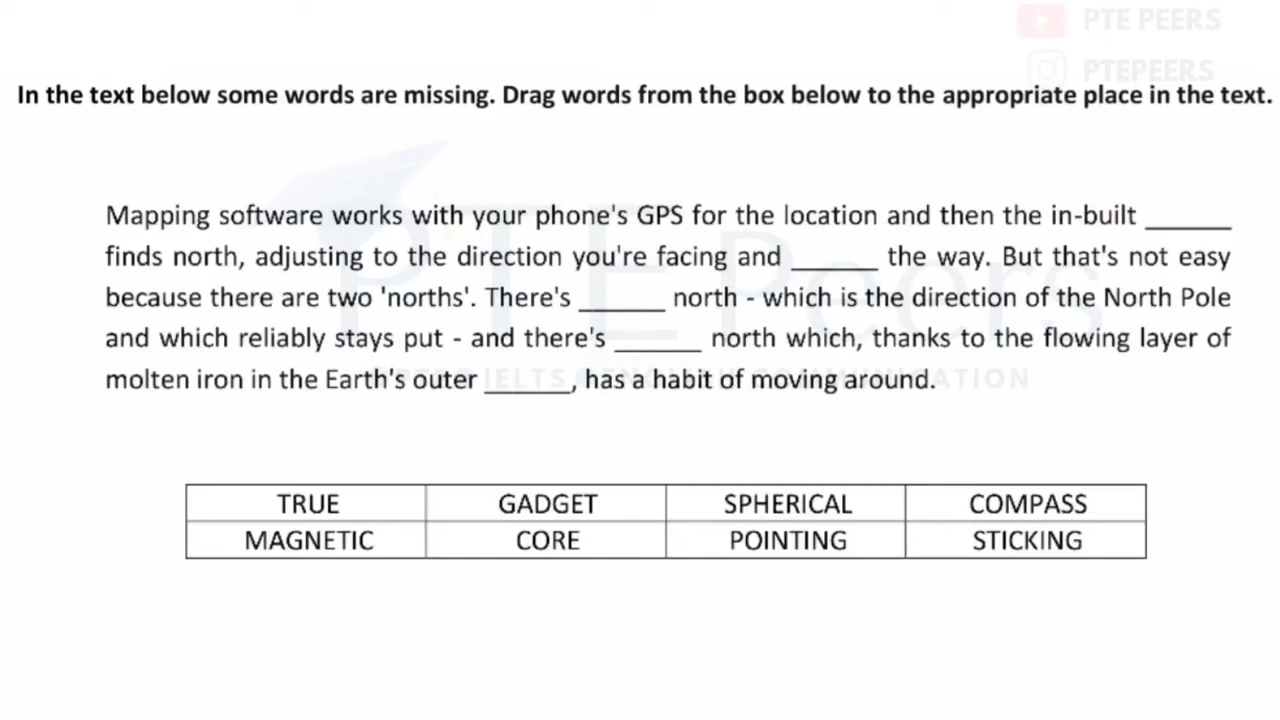 PTE PEERS
PTEPEERS
In the text below some words are missing. Drag words from the box below to the appropriate place in the text.
Mapping software works with your phone's GPS for the location and then the in-built ______
finds north, adjusting to the direction you're facing and ______ the way. But that's not easy
because there are two 'norths'. There's ______ north - which is the direction of the North Pole
and which reliably stays put - and there's ______ north which, thanks to the flowing layer of
molten iron in the Earth's outer ______, has a habit of moving around.
PTE Peers
IELTS
TRUE GADGET SPHERICAL COMPASS
MAGNETIC CORE POINTING STICKING